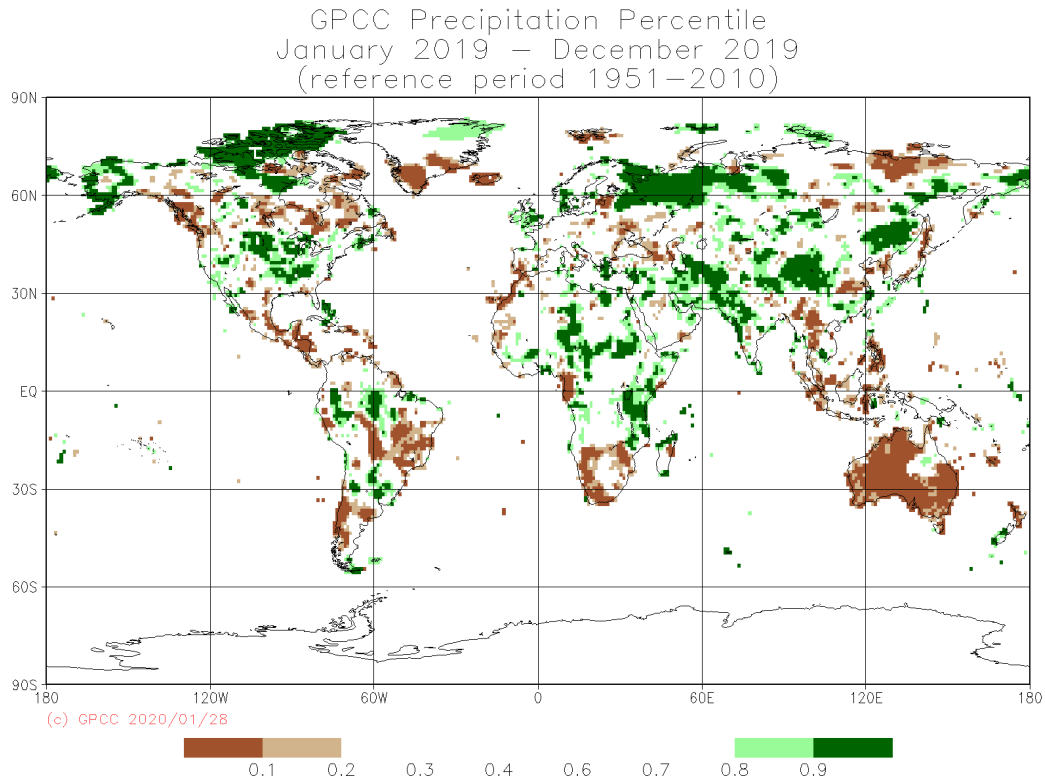 GPCC Precipitation Percentile
January 2019 − December 2019
(reference period 1951−2010)
90N
60N
30N
EQ
30S
60S
90S
180 120W 60W 0 60E 120E 180
(c) GPCC 2020/01/28
0.1 0.2 0.3 0.4 0.6 0.7 0.8 0.9